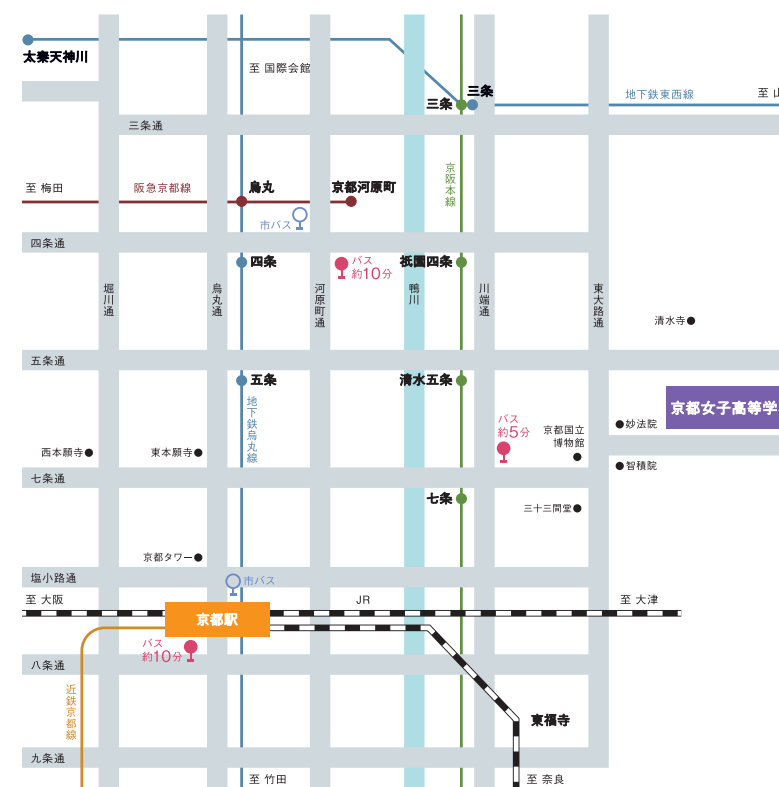 太秦天神川
至 国際会館
三条
三条
地下鉄東西線
至 山
三条通
京阪本線
至 梅田
阪急京都線
烏丸
京都河原町
市バス
四条通
四条
バス
約10分
祇園四条
堀川通
烏丸通
河原町通
鴨川
川端通
東大路通
清水寺
五条通
五条
清水五条
地下鉄烏丸線
京都女子高等学
バス
約5分
京都国立
博物館
妙法院
西本願寺
東本願寺
智積院
七条通
七条
三十三間堂
京都タワー
塩小路通
市バス
至 大阪
JR
至 大津
京都駅
バス
約10分
八条通
近鉄京都線
東福寺
九条通
至 竹田
至 奈良